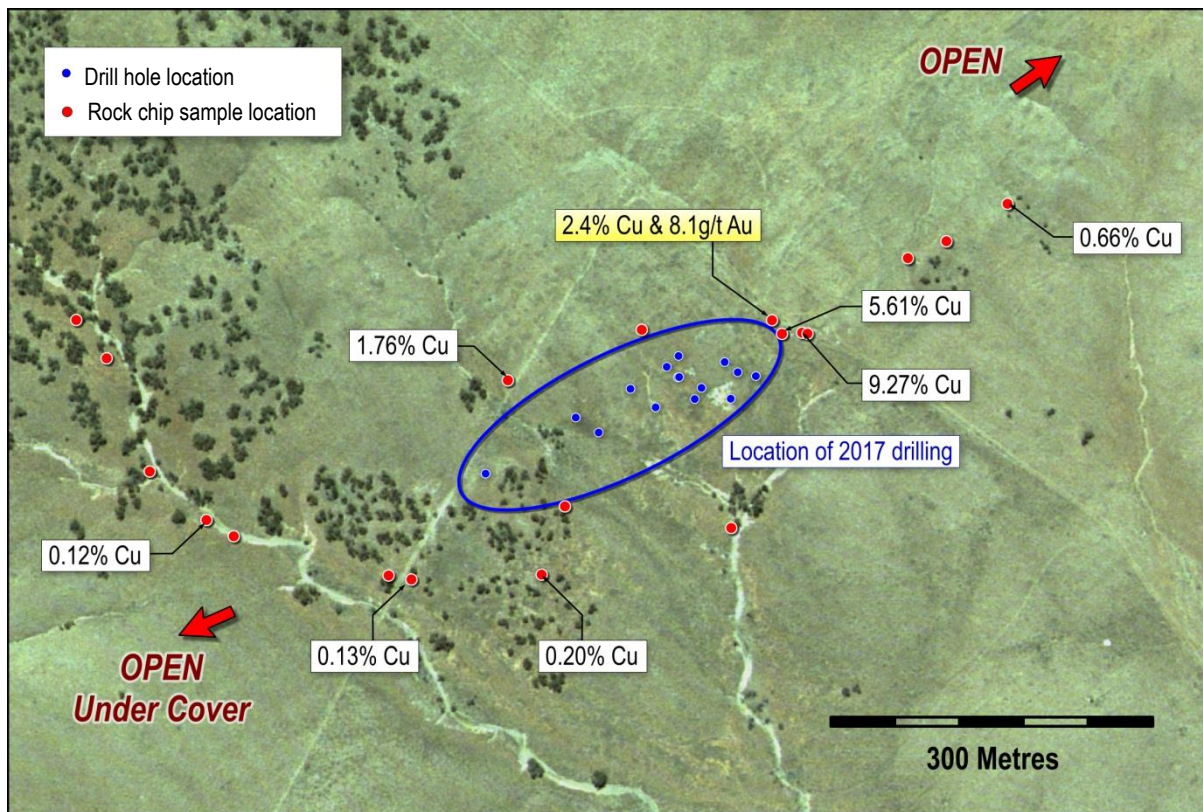 Drill hole location
Rock chip sample location
OPEN
2.4% Cu & 8.1g/t Au
0.66% Cu
5.61% Cu
1.76% Cu
9.27% Cu
Location of 2017 drilling
0.12% Cu
0.13% Cu
0.20% Cu
OPEN
Under Cover
300 Metres